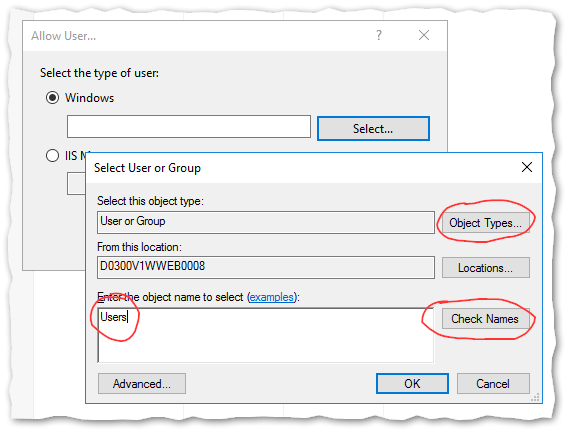 Allow User...
?
Select the type of user:
Windows
Select...
IIS M
Select User or Group
Select this object type:
User or Group
Object Types...
From this location:
D0300V1WWEB0008
Locations...
Enter the object name to select (examples):
Users
Check Names
Advanced...
OK
Cancel